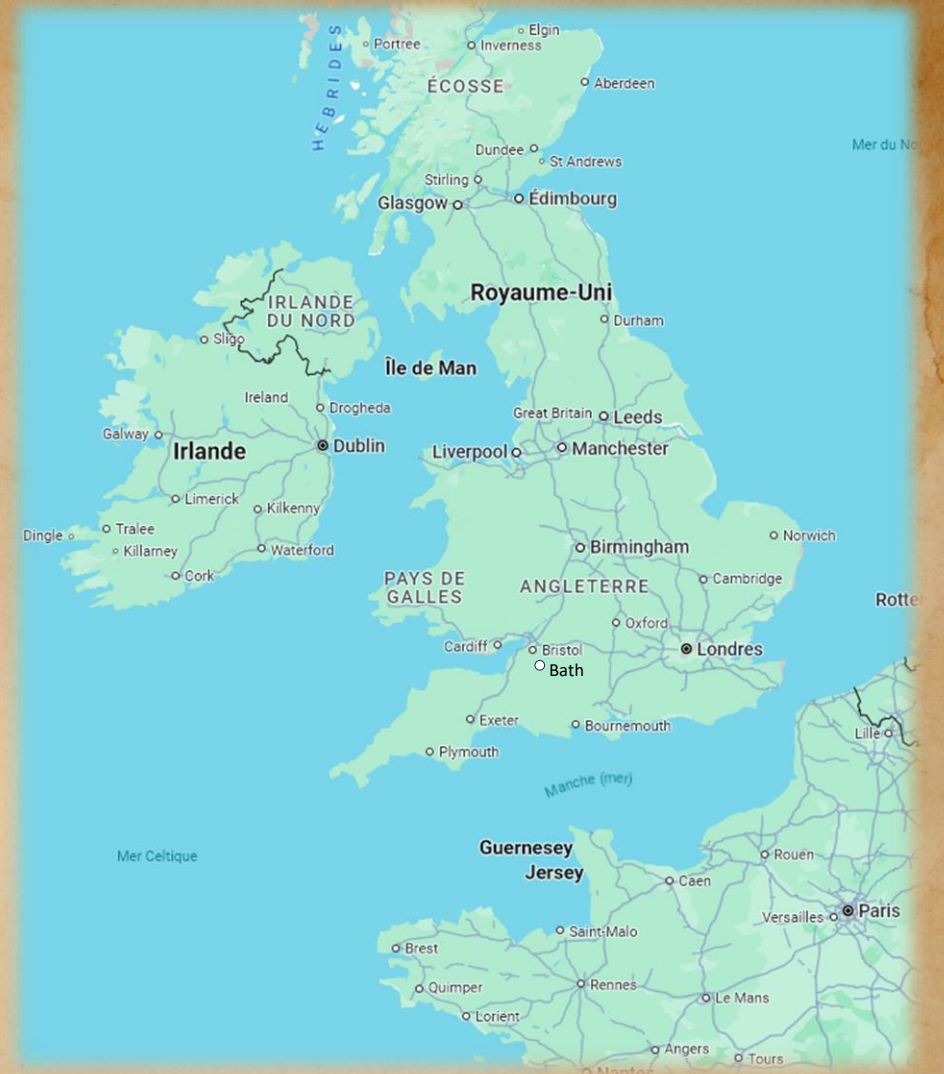 Elgin
Portree
Inverness
HEBRIDES
ÉCOSSE
Aberdeen
Mer du No
Dundee
St Andrews
Stirling
Glasgow
Édimbourg
Royaume-Uni
IRLANDE
DU NORD
Durham
Sligo
Île de Man
Ireland
Drogheda
Great Britain
Leeds
Galway
Irlande
Dublin
Liverpool
Manchester
Limerick
Kilkenny
Dingle
Tralee
Killarney
Waterford
Norwich
Birmingham
Cork
PAYS DE
GALLES
ANGLETERRE
Cambridge
Rotte
Oxford
Cardiff
Bristol
Londres
Bath
Exeter
Bournemouth
Lille
Plymouth
Manche (mer)
Mer Celtique
Guernesey
Jersey
Rouen
Caen
Versailles
Paris
Saint-Malo
Brest
Quimper
Rennes
Le Mans
Lorient
Angers
Tours
Nantes